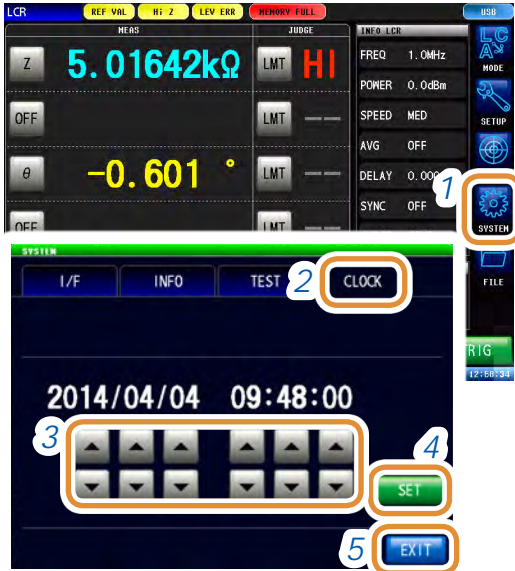 LCR REF VAL Hi Z LEV ERR MEMORY FULL USB
MEAS JUDGE INFO LCR
Z 5.01642kΩ LMT HI FREQ 1.0MHz
LC
A
MODE
POWER 0.0dBm
OFF LMT --- SPEED MED
SETUP
AVG OFF
θ -0.601 ° LMT --- DELAY 0.000
1
SYNC OFF
SYSTEM
OFF LMT
SYSTEM
I/F INFO TEST 2 CLOCK
FILE
RIG
2014/04/04 09:48:00
3
4
SET
5 EXIT